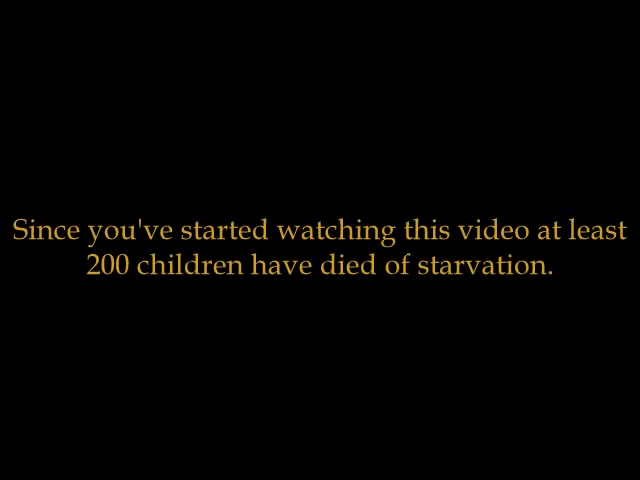 Since you've started watching this video at least
200 children have died of starvation.